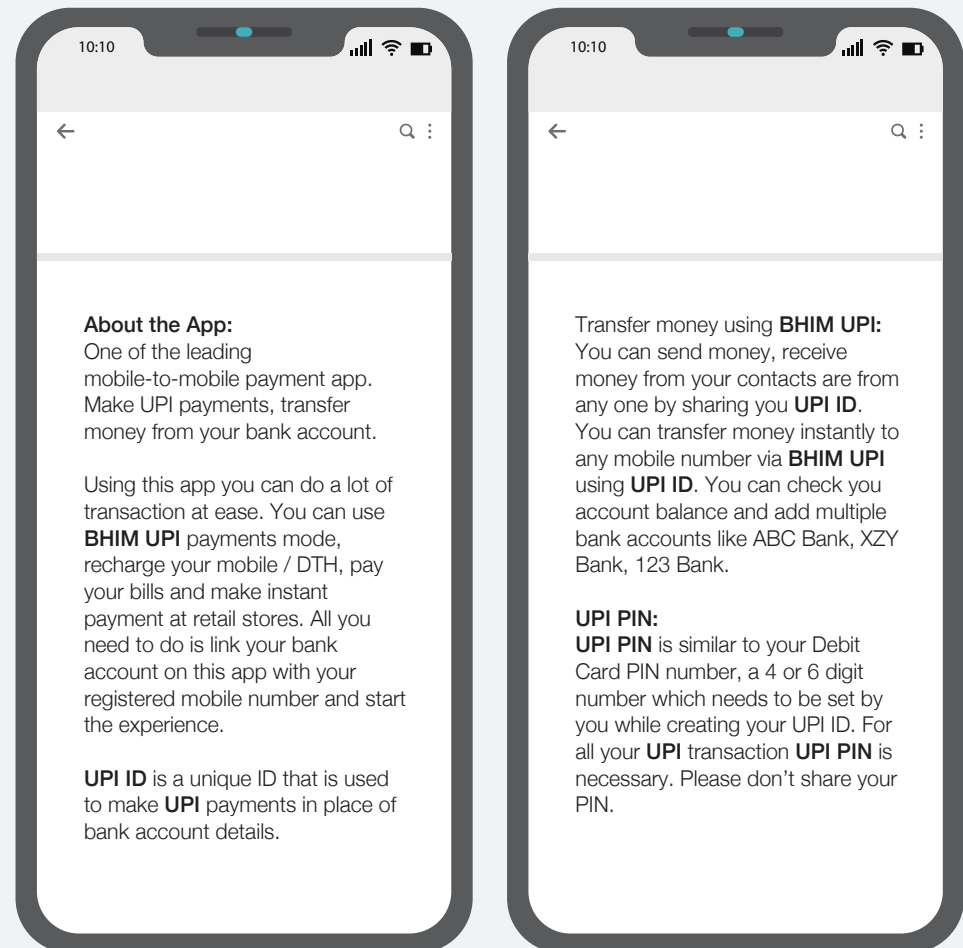 10:10
About the App:
One of the leading
mobile-to-mobile payment app.
Make UPI payments, transfer
money from your bank account.
Using this app you can do a lot of
transaction at ease. You can use
BHIM UPI payments mode,
recharge your mobile / DTH, pay
your bills and make instant
payment at retail stores. All you
need to do is link your bank
account on this app with your
registered mobile number and start
the experience.
UPI ID is a unique ID that is used
to make UPI payments in place of
bank account details.
10:10
Transfer money using BHIM UPI:
You can send money, receive
money from your contacts are from
any one by sharing you UPI ID.
You can transfer money instantly to
any mobile number via BHIM UPI
using UPI ID. You can check you
account balance and add multiple
bank accounts like ABC Bank, XZY
Bank, 123 Bank.
UPI PIN:
UPI PIN is similar to your Debit
Card PIN number, a 4 or 6 digit
number which needs to be set by
you while creating your UPI ID. For
all your UPI transaction UPI PIN is
necessary. Please don’t share your
PIN.